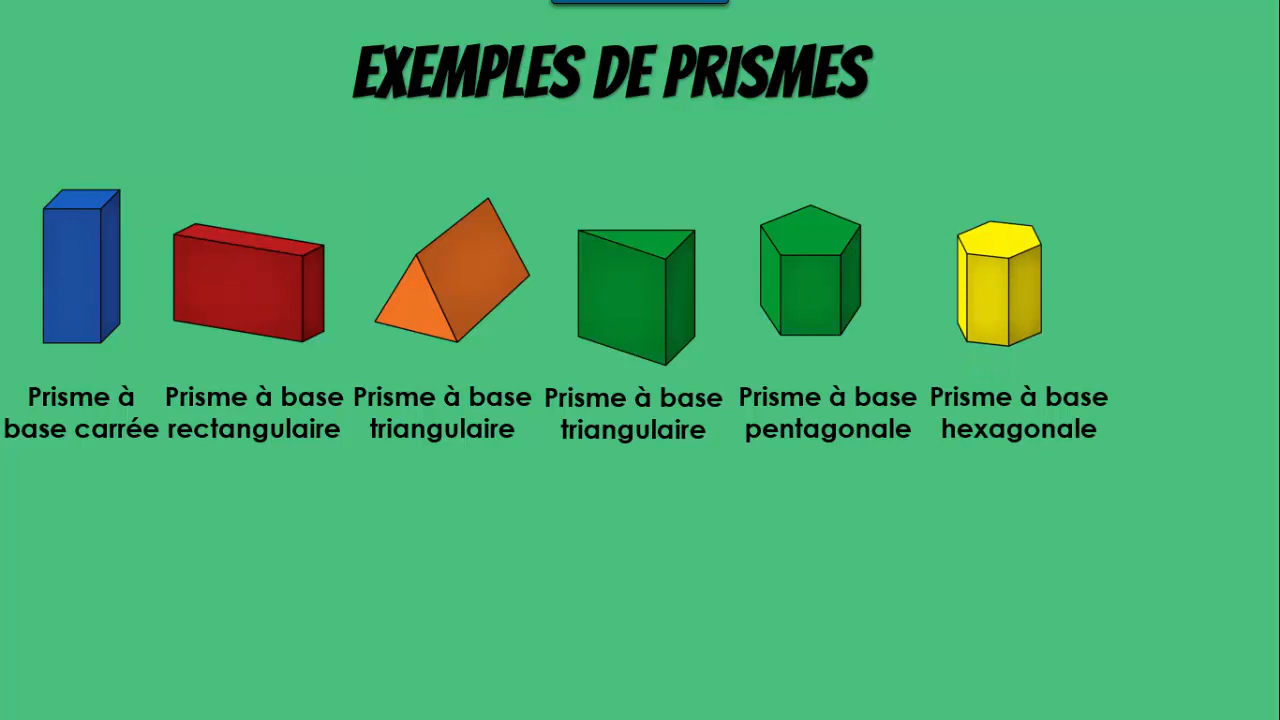 EXEMPLES DE PRISMES
Prisme à
base carrée
Prisme à base
rectangulaire
Prisme à base
triangulaire
Prisme à base
triangulaire
Prisme à base
pentagonale
Prisme à base
hexagonale